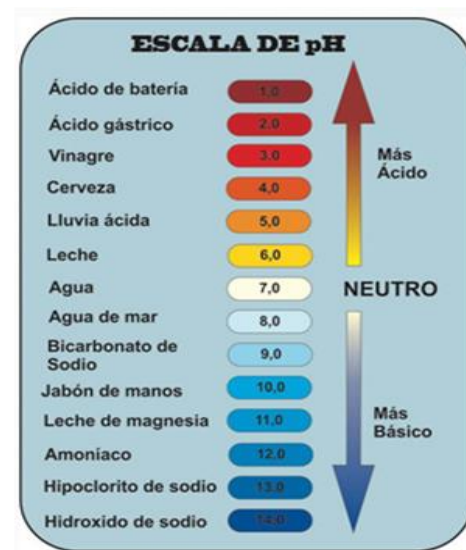 ESCALA DE pH
Ácido de batería 1,0
Ácido gástrico 2,0
Vinagre 3,0
Cerveza 4,0
Lluvia ácida 5,0
Leche 6,0
Agua 7,0
Agua de mar 8,0
Bicarbonato de
Sodio 9,0
Jabón de manos 10,0
Leche de magnesia 11,0
Amoníaco 12,0
Hipoclorito de sodio 13,0
Hidroxido de sodio 14,0
Más
Ácido
NEUTRO
Más
Básico